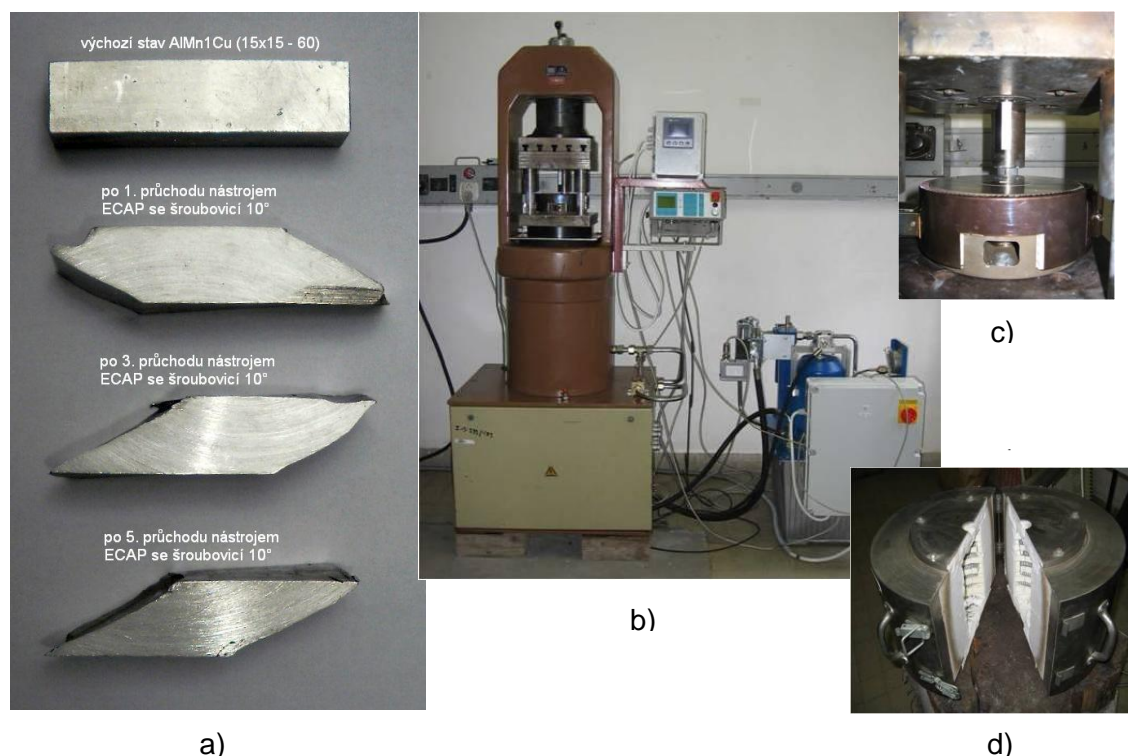 výchozí stav AlMn1Cu (15x15 - 60)
po 1. průchodu nástrojem
ECAP se šroubovicí 10°
po 3. průchodu nástrojem
ECAP se šroubovicí 10°
po 5. průchodu nástrojem
ECAP se šroubovicí 10°
a)
b)
c)
d)